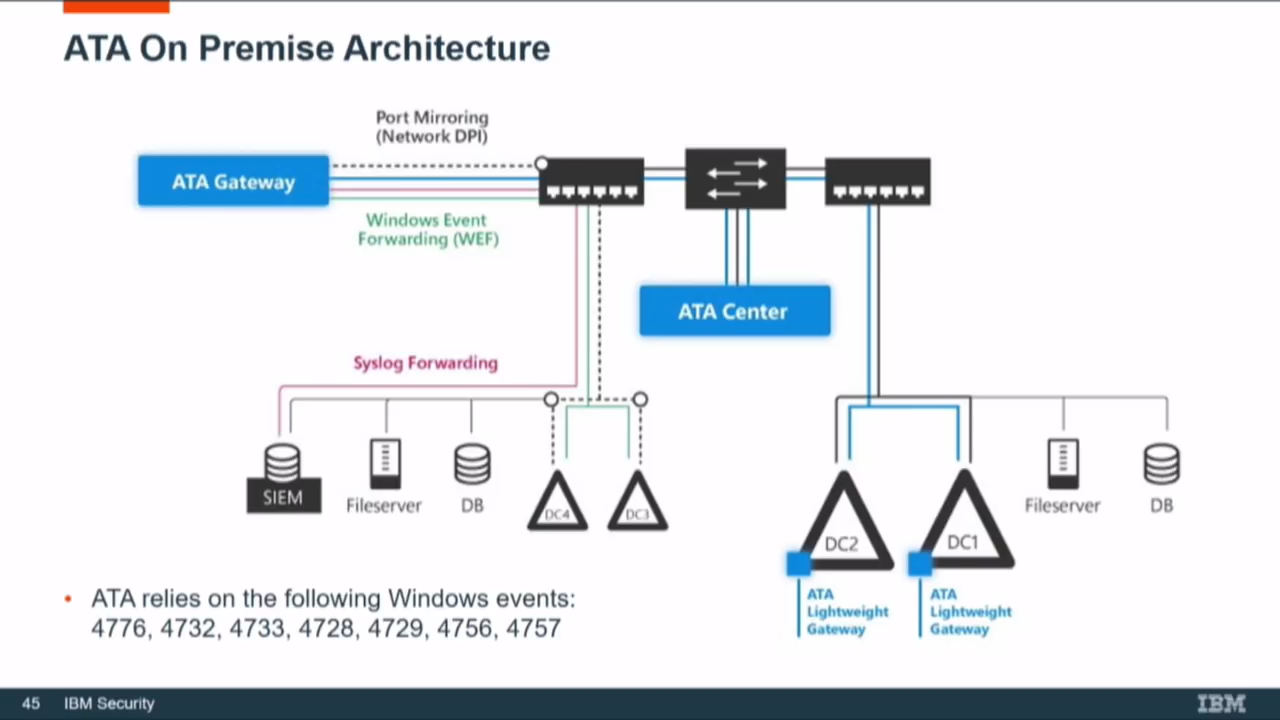 ATA On Premise Architecture
Port Mirroring
(Network DPI)
ATA Gateway
Windows Event
Forwarding (WEF)
ATA Center
Syslog Forwarding
SIEM
Fileserver
DB
DC4
DC3
DC2
DC1
Fileserver
DB
ATA
Lightweight
Gateway
ATA
Lightweight
Gateway
• ATA relies on the following Windows events:
4776, 4732, 4733, 4728, 4729, 4756, 4757
45 IBM Security
IBM